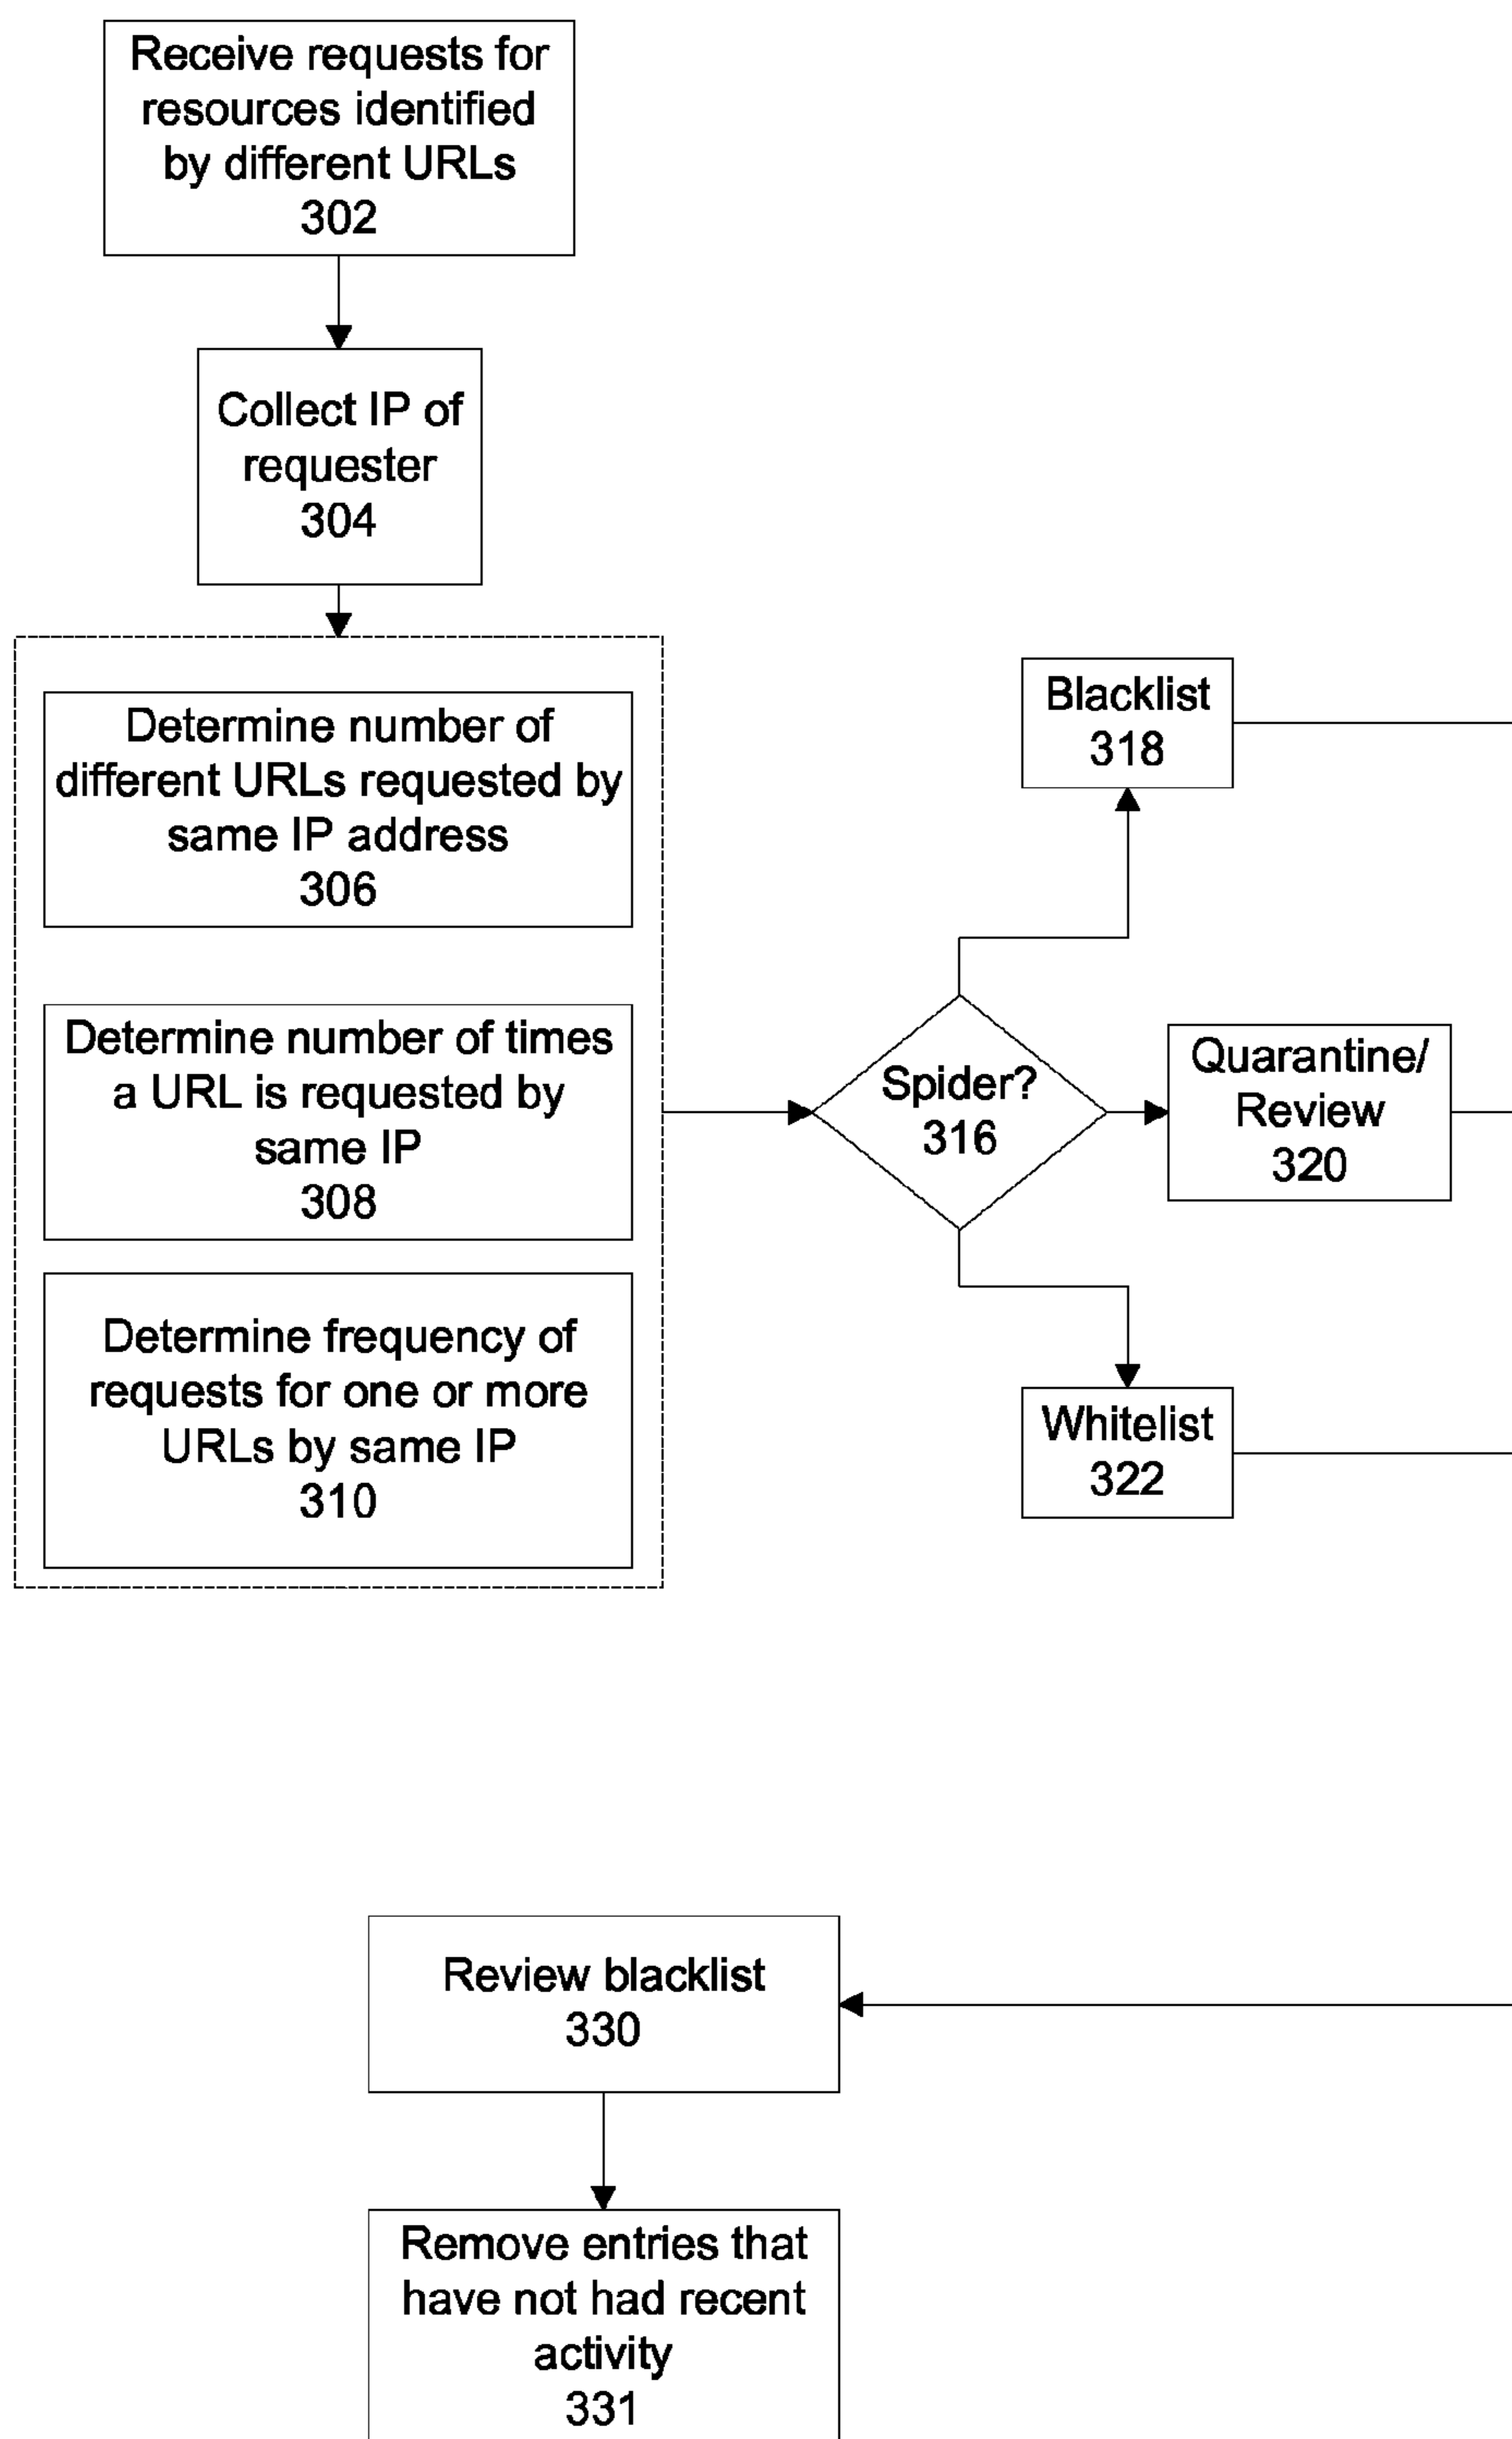 Receive requests for
resources identified
by different URLs
302
Collect IP of
requester
304
Determine number of
different URLs requested by
same IP address
306
Determine number of times
a URL is requested by
same IP
308
Determine frequency of
requests for one or more
URLs by same IP
310
Spider?
316
Blacklist
318
Quarantine/
Review
320
Whitelist
322
Review blacklist
330
Remove entries that
have not had recent
activity
331